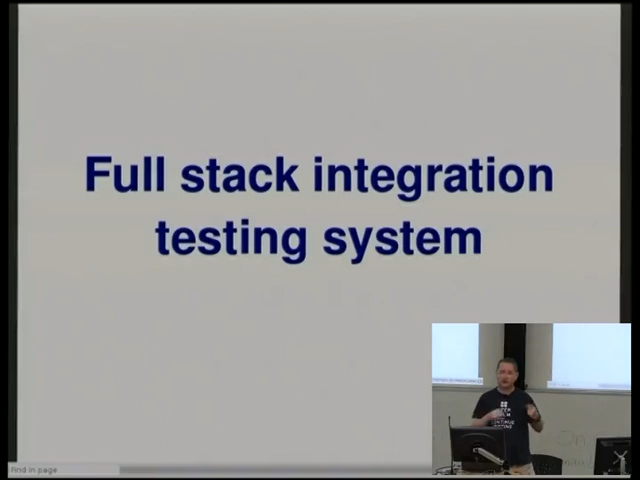 Full stack integration
testing system
Find in page